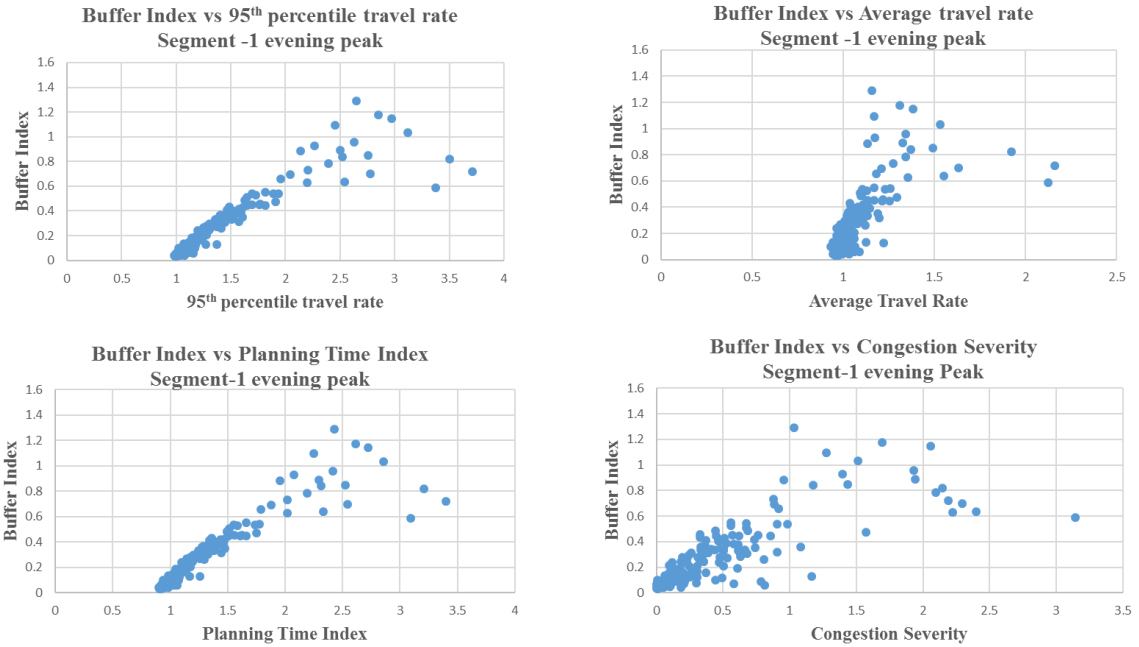 Buffer Index vs 95th percentile travel rate
Segment -1 evening peak
Buffer Index
1.6
1.4
1.2
1
0.8
0.6
0.4
0.2
0
0 0.5 1 1.5 2 2.5 3 3.5 4
95th percentile travel rate
Buffer Index vs Average travel rate
Segment -1 evening peak
Buffer Index
1.6
1.4
1.2
1
0.8
0.6
0.4
0.2
0
0 0.5 1 1.5 2 2.5
Average Travel Rate
Buffer Index vs Planning Time Index
Segment-1 evening peak
Buffer Index
1.6
1.4
1.2
1
0.8
0.6
0.4
0.2
0
0 0.5 1 1.5 2 2.5 3 3.5 4
Planning Time Index
Buffer Index vs Congestion Severity
Segment-1 evening Peak
Buffer Index
1.6
1.4
1.2
1
0.8
0.6
0.4
0.2
0
0 0.5 1 1.5 2 2.5 3 3.5
Congestion Severity